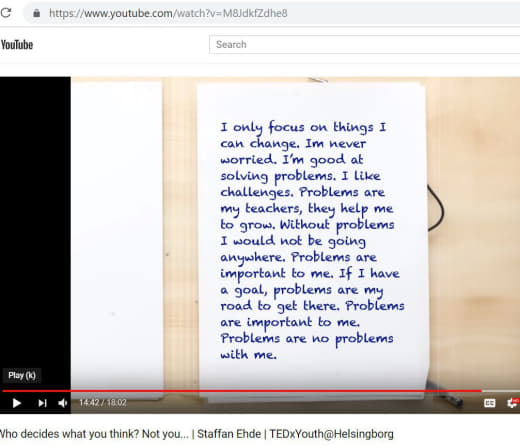 https://www.youtube.com/watch?v=M8JdkfZdhe8
YouTube
Search
I only focus on things I
can change. Im never
worried. I'm good at
solving problems. I like
challenges. Problems are
my teachers, they help me
to grow. Without problems
I would not be going
anywhere. Problems are
important to me. If I have
a goal, problems are my
road to get there. Problems
are important to me.
Problems are no problems
with me.
Play (k)
14:42 / 18:02
CC
Who decides what you think? Not you... | Staffan Ehde | TEDxYouth@Helsingborg